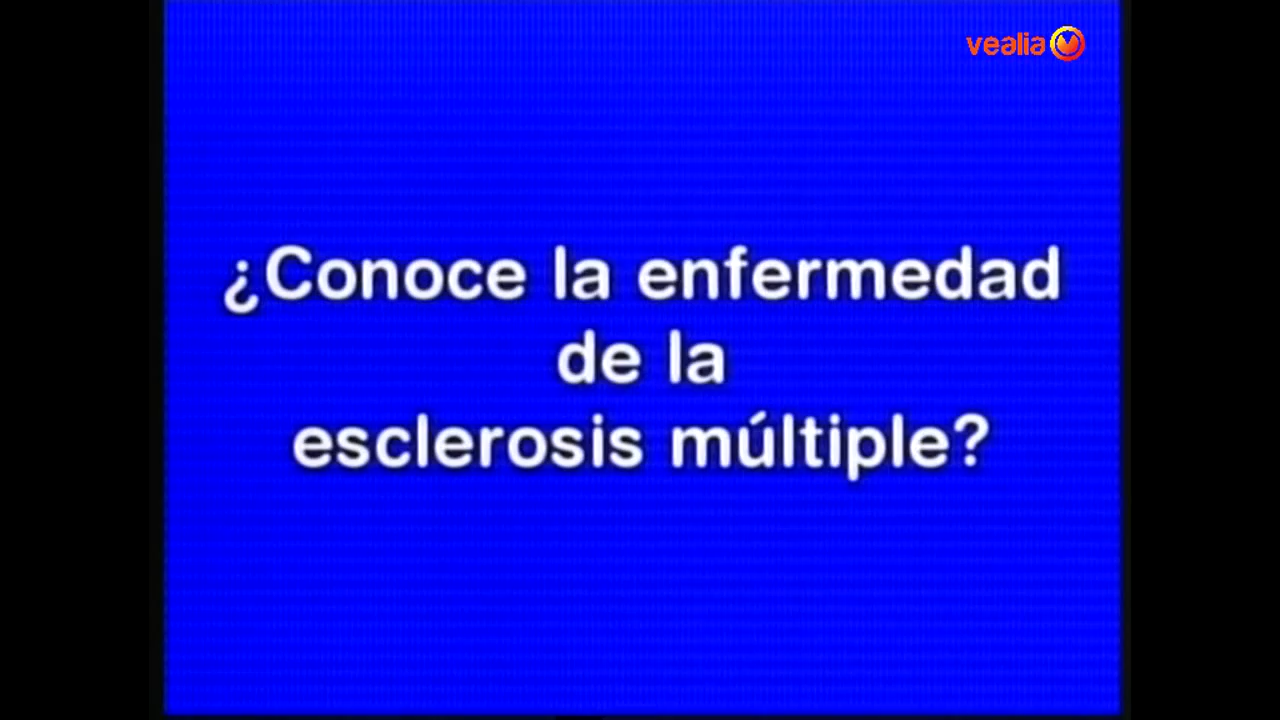 vealia
¿Conoce la enfermedad
de la
esclerosis múltiple?